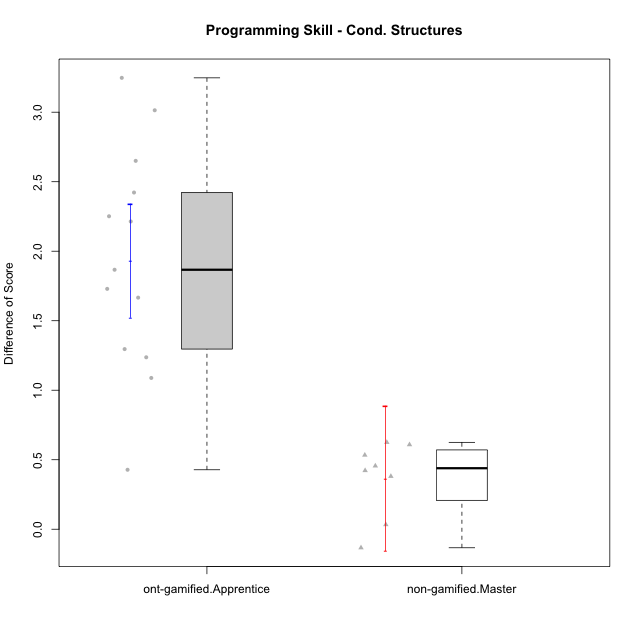 Programming Skill - Cond. Structures
Difference of Score
3.0
2.5
2.0
1.5
1.0
0.5
0.0
ont-gamified.Apprentice
non-gamified.Master